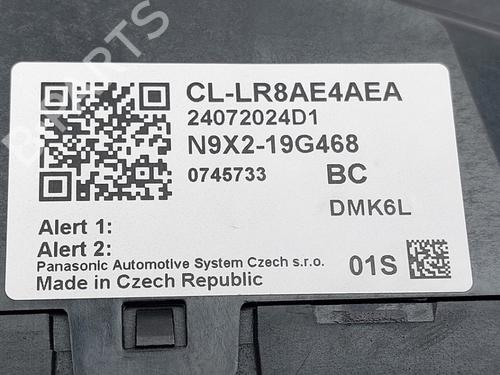 CL-LR8AE4AEA
24072024D1
N9X2-19G468
0745733 BC
DMK6L
Alert 1:
Alert 2:
Panasonic Automotive System Czech s.r.o.
Made in Czech Republic
01S
PARTS